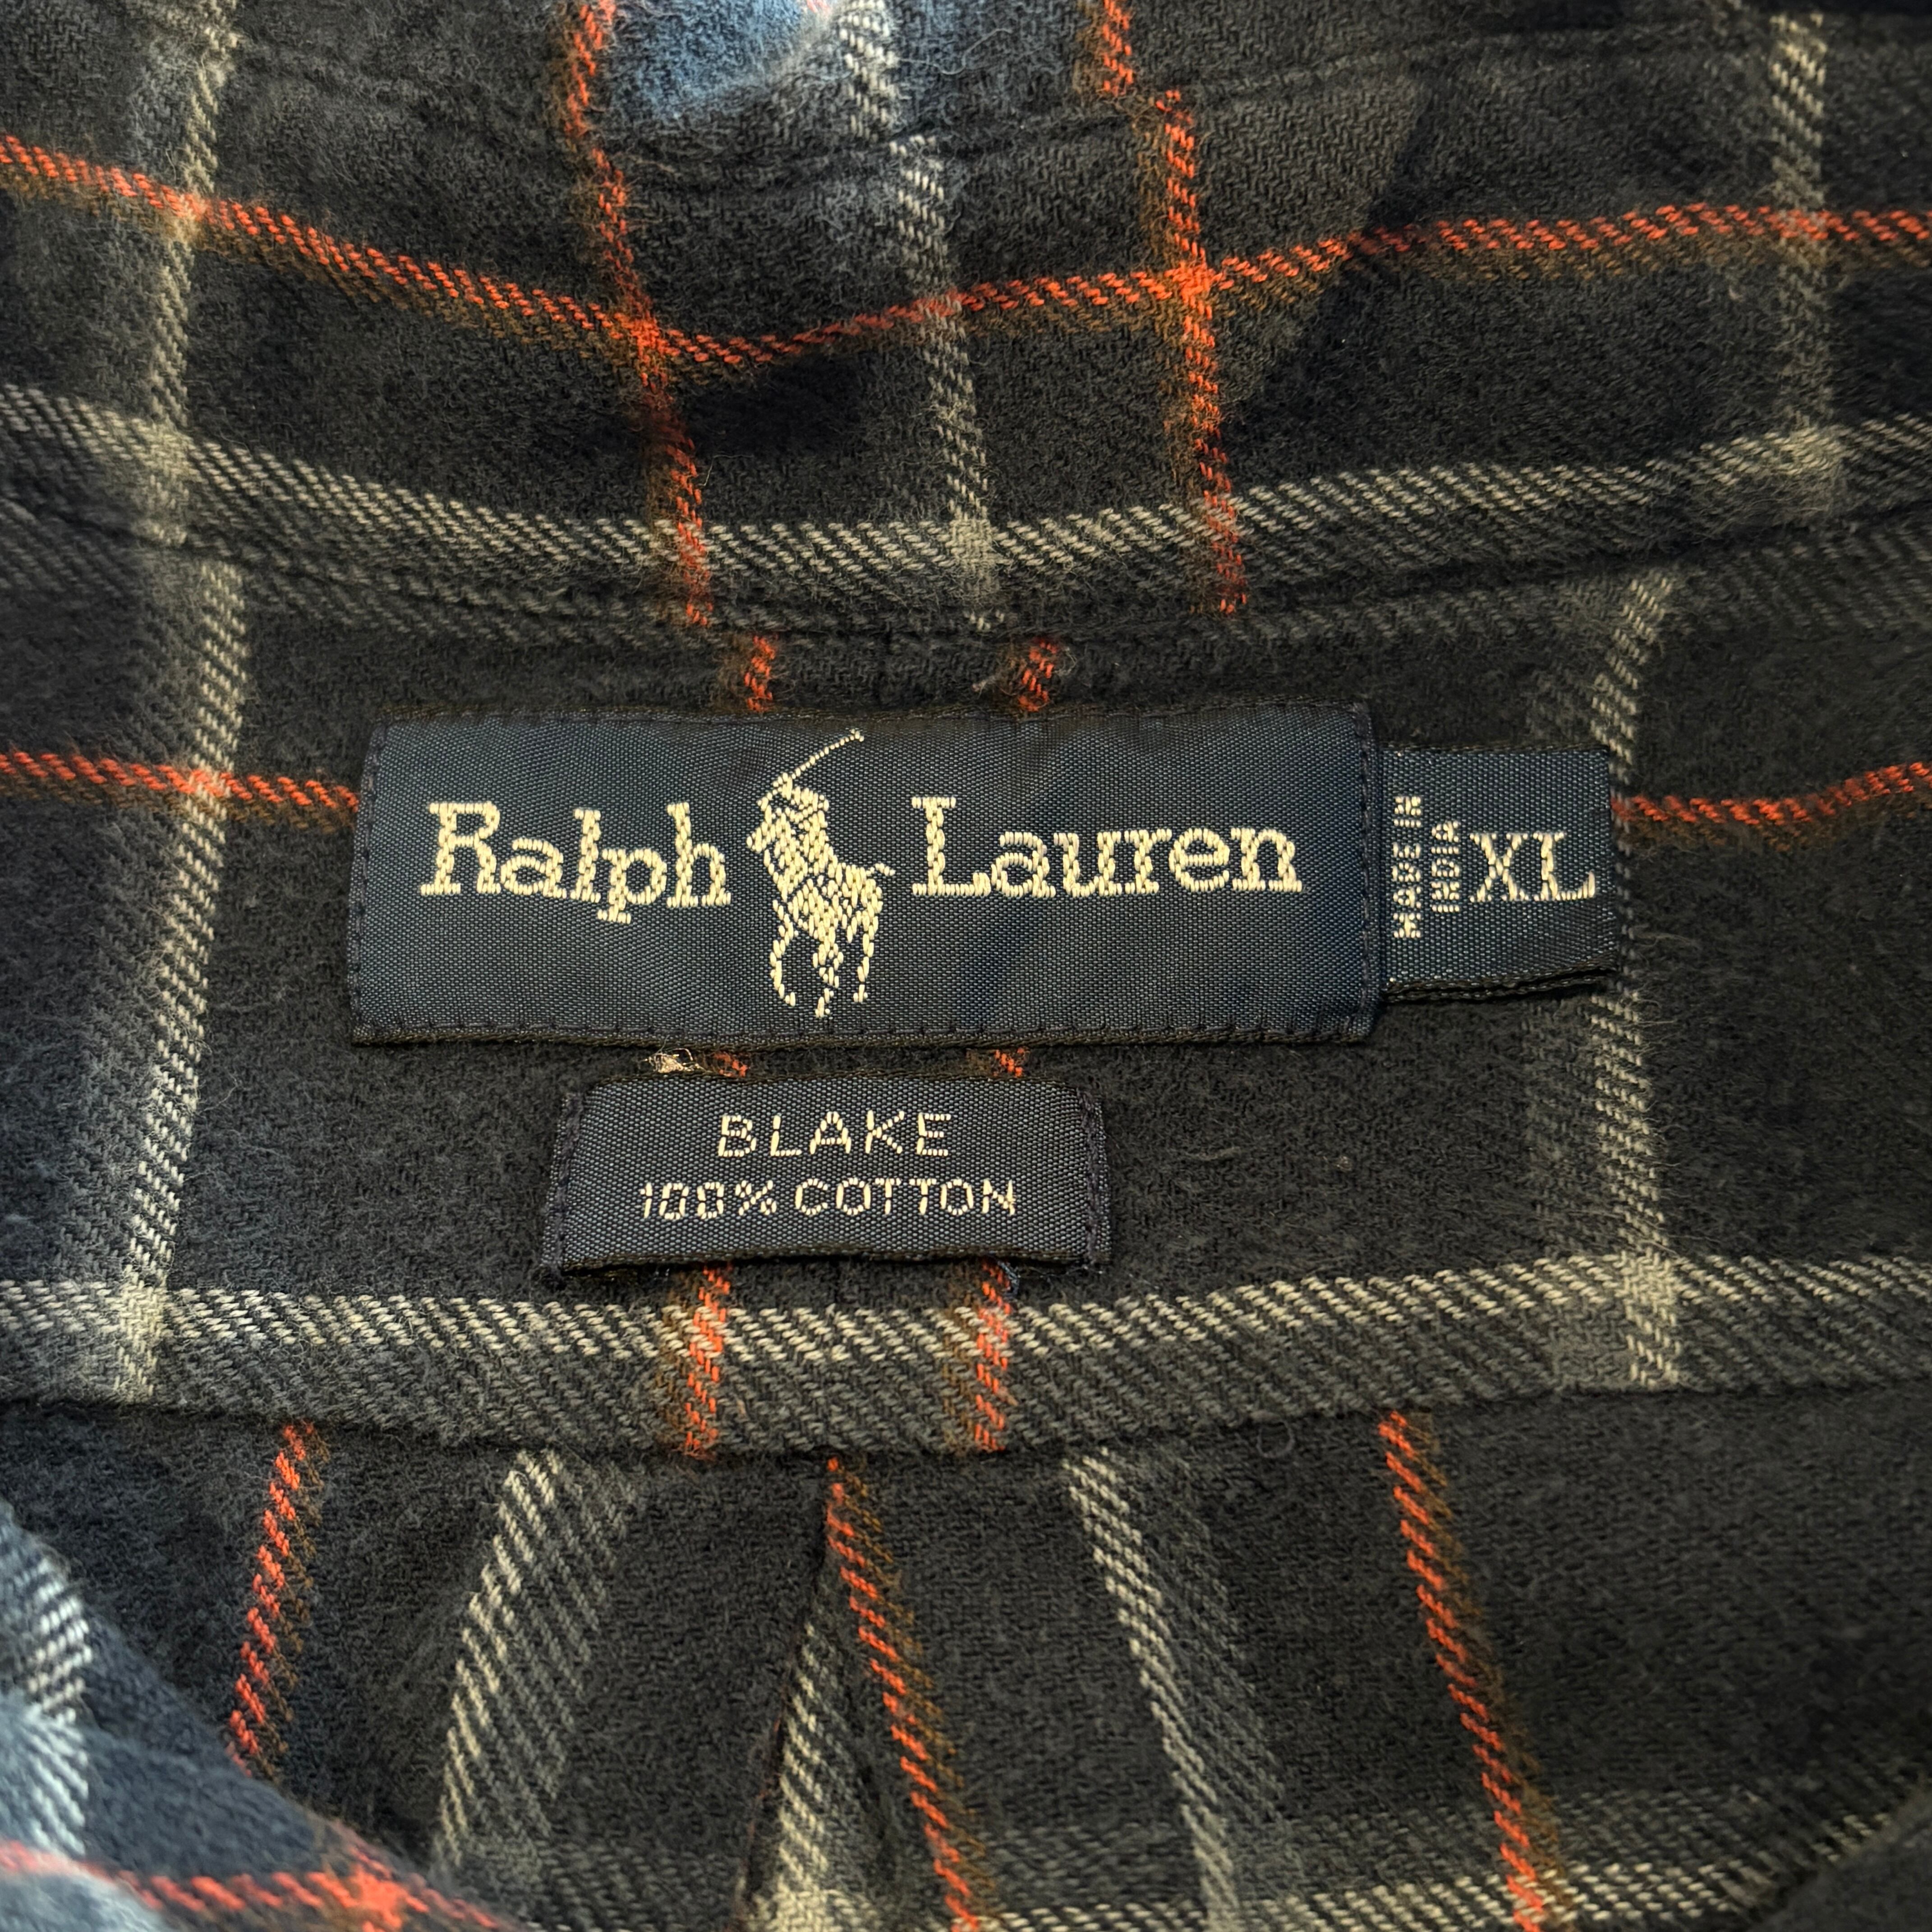 Ralph Lauren
MADE IN
INDIA
XL
BLAKE
100% COTTON